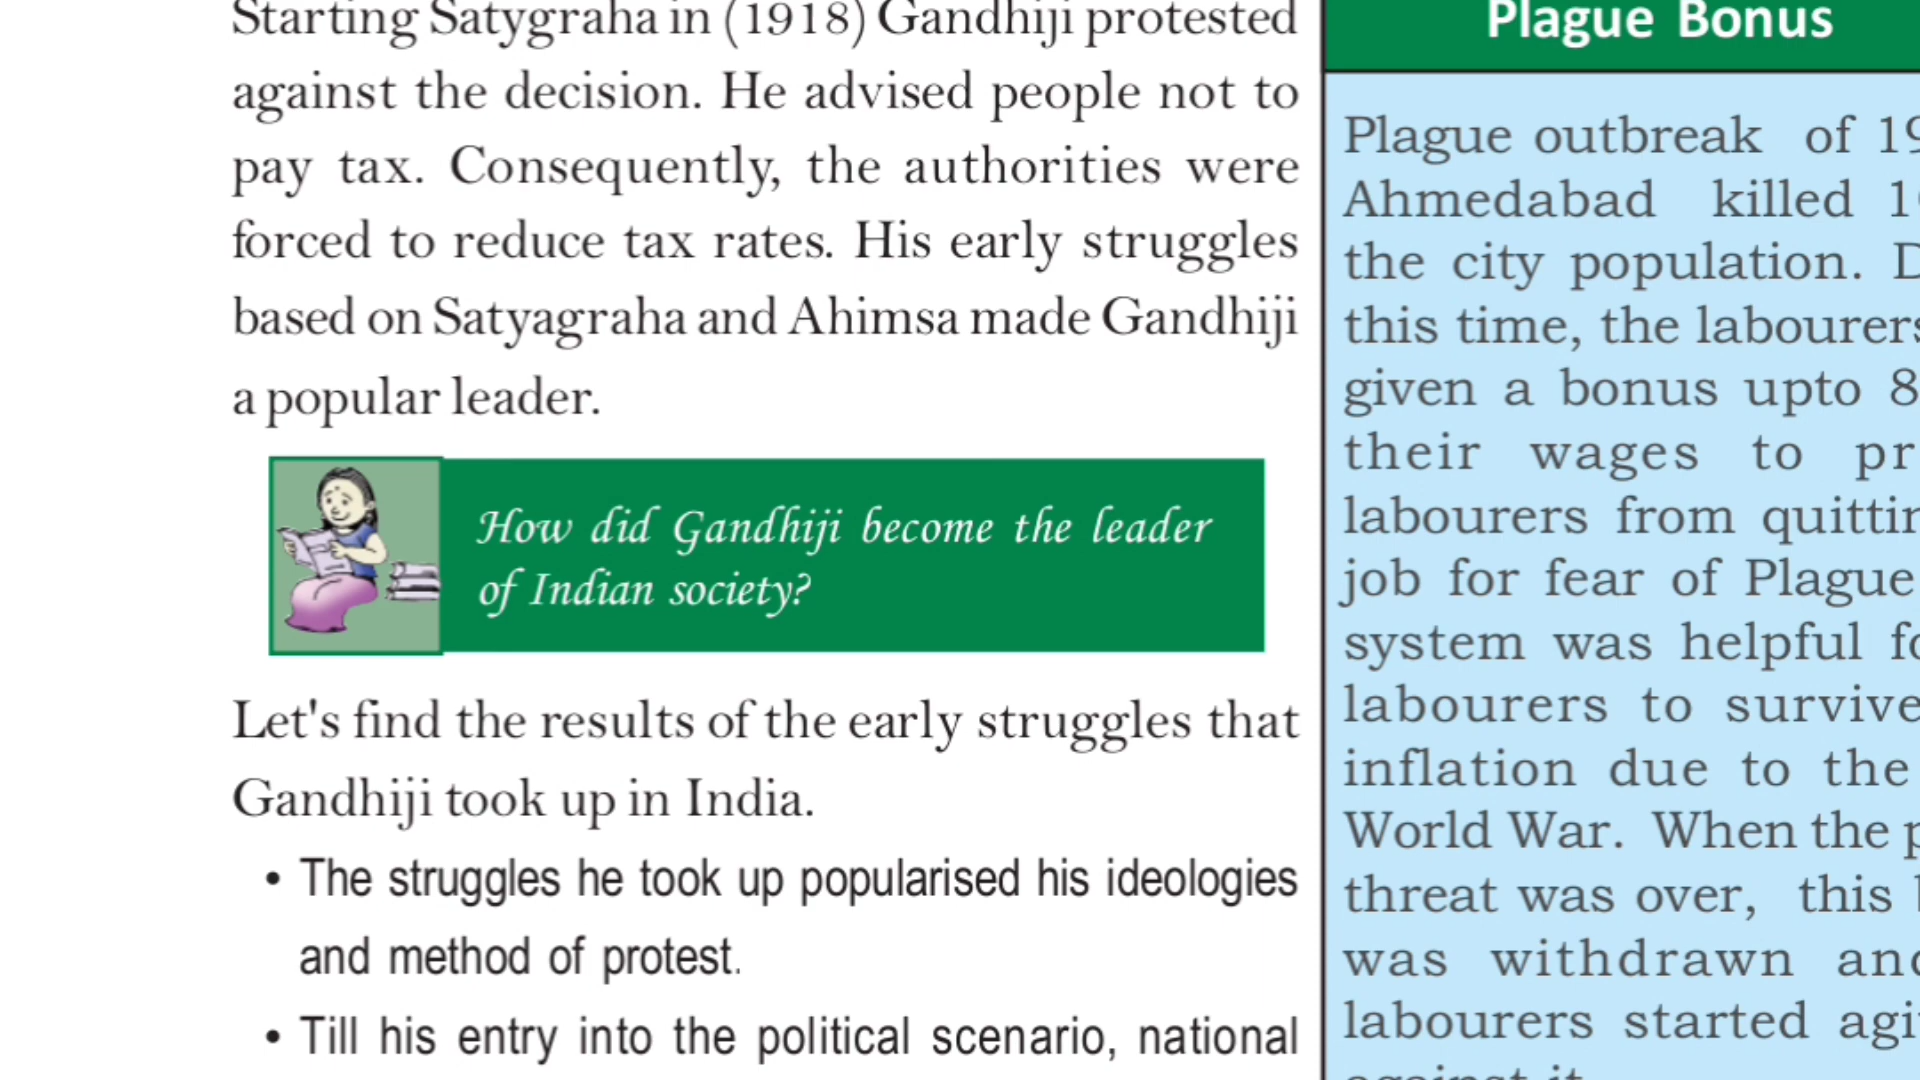 Starting Satygraha in (1918) Gandhiji protested
against the decision. He advised people not to
pay tax. Consequently, the authorities were
forced to reduce tax rates. His early struggles
based on Satyagraha and Ahimsa made Gandhiji
a popular leader.
How did Gandhiji become the leader
of Indian society?
Let's find the results of the early struggles that
Gandhiji took up in India.
• The struggles he took up popularised his ideologies
and method of protest.
• Till his entry into the political scenario, national
Plague Bonus
Plague outbreak of
Ahmedabad killed
the city population.
this time, the labourers
given a bonus upto
their wages to
labourers from
job for fear of Plague
system was helpful
labourers to survive
inflation due to the
World War. When the
threat was over, this
was withdrawn
labourers started